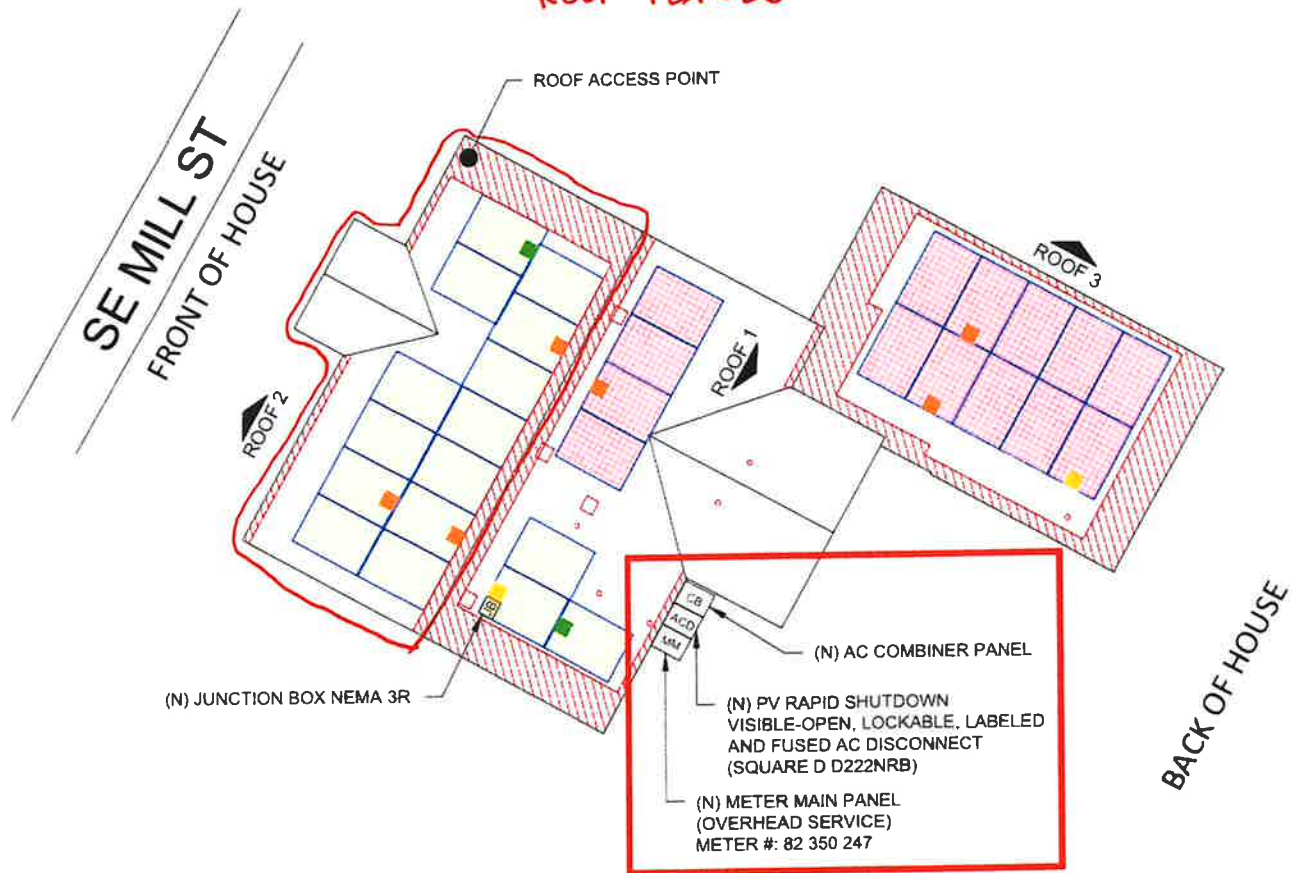 ROOF
ROOF ACCESS POINT
SE MILL ST
FRONT OF HOUSE
ROOF 3
ROOF 1
ROOF 2
CB
ACD
MM
JB
(N) AC COMBINER PANEL
(N) JUNCTION BOX NEMA 3R
(N) PV RAPID SHUTDOWN
VISIBLE-OPEN, LOCKABLE, LABELED
AND FUSED AC DISCONNECT
(SQUARE D D222NRB)
(N) METER MAIN PANEL
(OVERHEAD SERVICE)
METER #: 82 350 247
BACK OF HOUSE